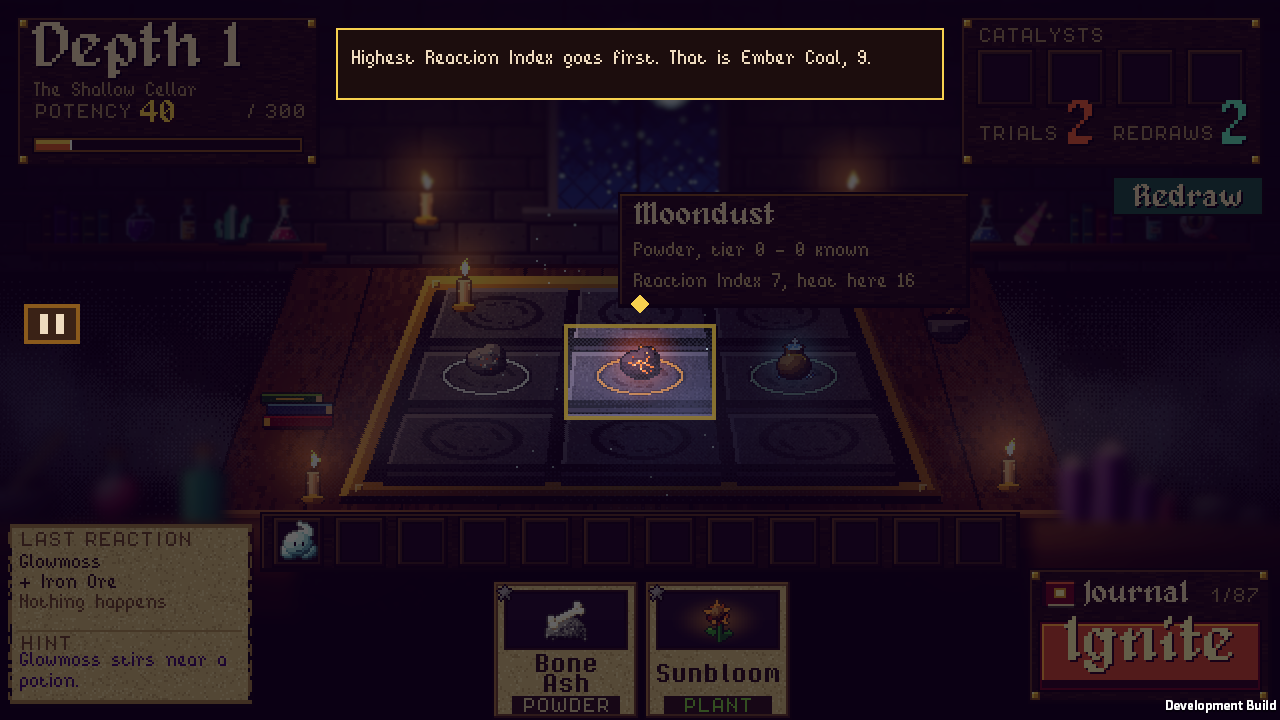 Depth 1
The Shallow Cellar
POTENCY 40 / 300
Highest Reaction Index goes first. That is Ember Coal, 9.
CATALYSTS
TRIALS 2 REDRAWS 2
Redraw
Moondust
Powder, tier 0 - 0 known
Reaction Index 7, heat here 16
LAST REACTION
Glowmoss
+ Iron Ore
Nothing happens
HINT
Glowmoss stirs near a
potion.
Bone
Ash
POWDER
Sunbloom
PLANT
Journal 1/87
Ignite
Development Build